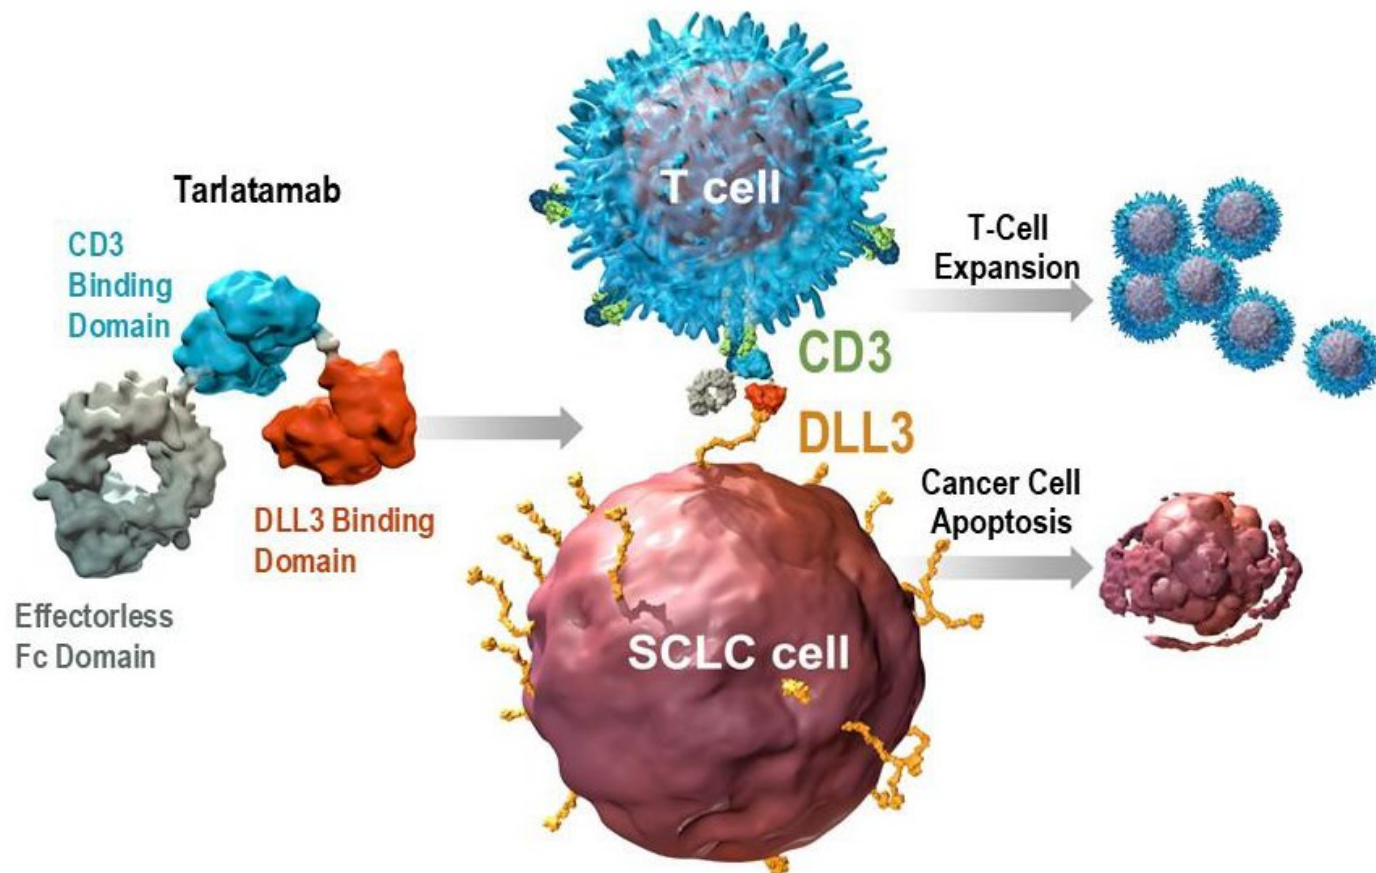 Tarlatamab
CD3
Binding
Domain
DLL3 Binding
Domain
Effectorless
Fc Domain
T cell
CD3
DLL3
SCLC cell
T-Cell
Expansion
Cancer Cell
Apoptosis